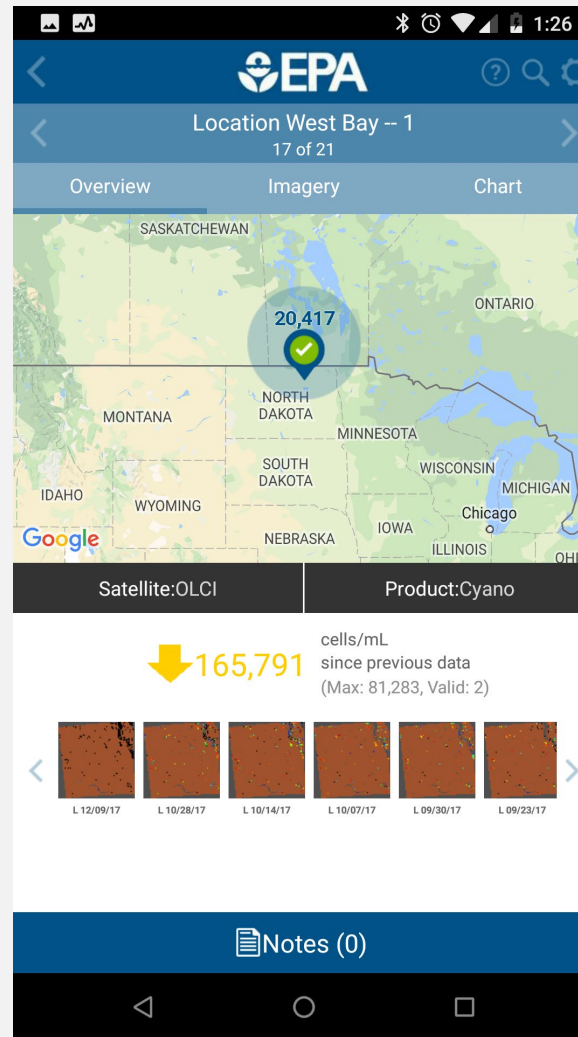 1:26
EPA
Location West Bay -- 1
17 of 21
Overview
Imagery
Chart
SASKATCHEWAN
ONTARIO
20,417
NORTH
DAKOTA
MONTANA
MINNESOTA
SOUTH
DAKOTA
WISCONSIN
MICHIGAN
IDAHO
WYOMING
Chicago
IOWA
NEBRASKA
ILLINOIS
OHI
Google
Satellite:OLCI
Product:Cyano
165,791
cells/mL
since previous data
(Max: 81,283, Valid: 2)
L 12/09/17
L 10/28/17
L 10/14/17
L 10/07/17
L 09/30/17
L 09/23/17
Notes (0)